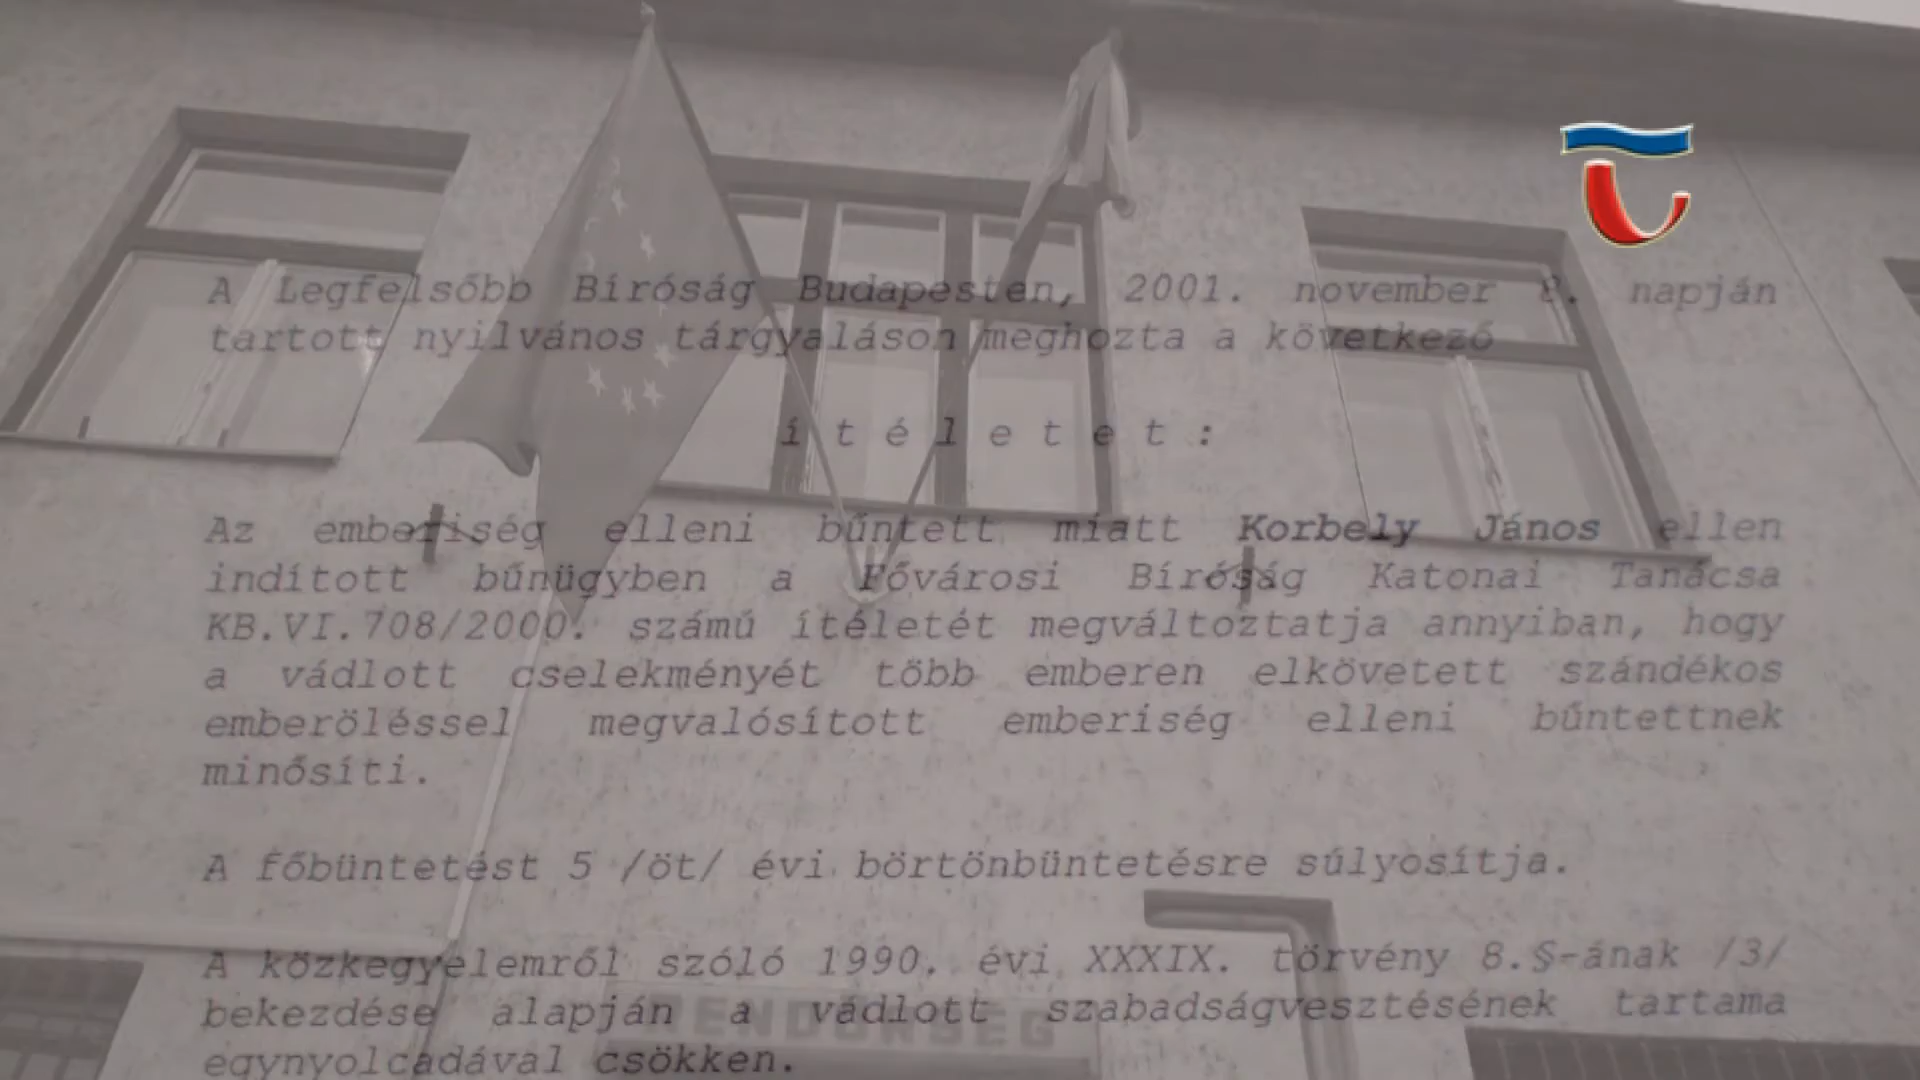 A Legfelsőbb Bíróság Budapesten, 2001. november 8. napján
tartott nyilvános tárgyaláson meghozta a következő
í t é l e t e t :
Az emberiség elleni bűntett miatt Korbely János ellen
indított bűnügyben a Fővárosi Bíróság Katonai Tanácsa
KB.VI.708/2000. számú ítéletét megváltoztatja annyiban, hogy
a vádlott cselekményét több emberen elkövetett szándékos
emberöléssel megvalósított emberiség elleni bűntettnek
minősíti.
A főbüntetést 5 /öt/ évi börtönbüntetésre súlyosítja.
A közkegyelemről szóló 1990. évi XXXIX. törvény 8.§-ának /3/
bekezdése alapján a vádlott szabadságvesztésének tartama
egynyolcadával csökken.
RENDŐRSÉG